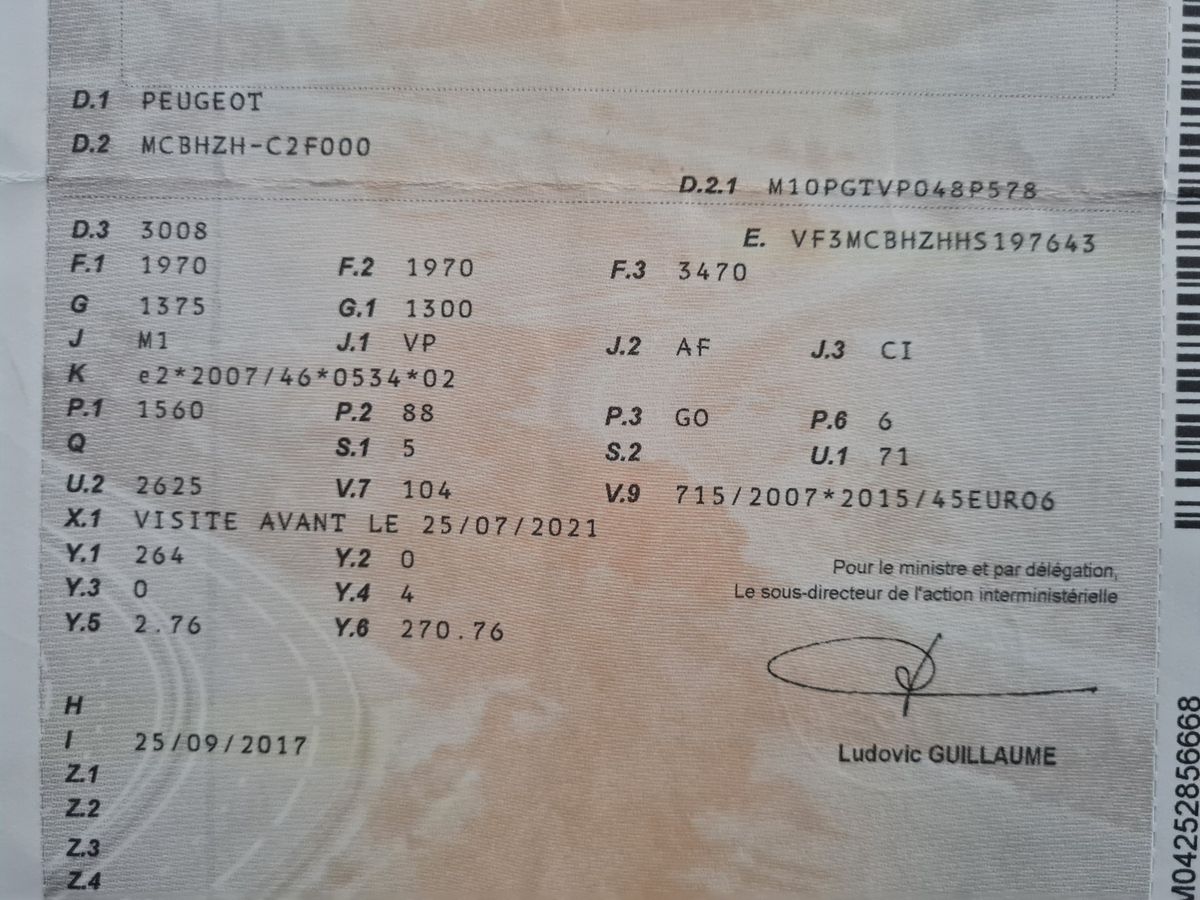 D.1 PEUGEOT
D.2 MCBHZH-C2F000
D.2.1 M10PGTVP048P578
D.3 3008 E. VF3MCBHZHHS197643
F.1 1970 F.2 1970 F.3 3470
G 1375 G.1 1300
J M1 J.1 VP J.2 AF J.3 CI
K e2*2007/46*0534*02
P.1 1560 P.2 88 P.3 GO P.6 6
Q S.1 5 S.2 U.1 71
U.2 2625 V.7 104 V.9 715/2007*2015/45EURO6
X.1 VISITE AVANT LE 25/07/2021
Y.1 264 Y.2 0
Y.3 0 Y.4 4
Y.5 2.76 Y.6 270.76
Pour le ministre et par délégation,
Le sous-directeur de l'action interministérielle
H
I 25/09/2017
Ludovic GUILLAUME
Z.1
Z.2
Z.3
Z.4
M04252856668